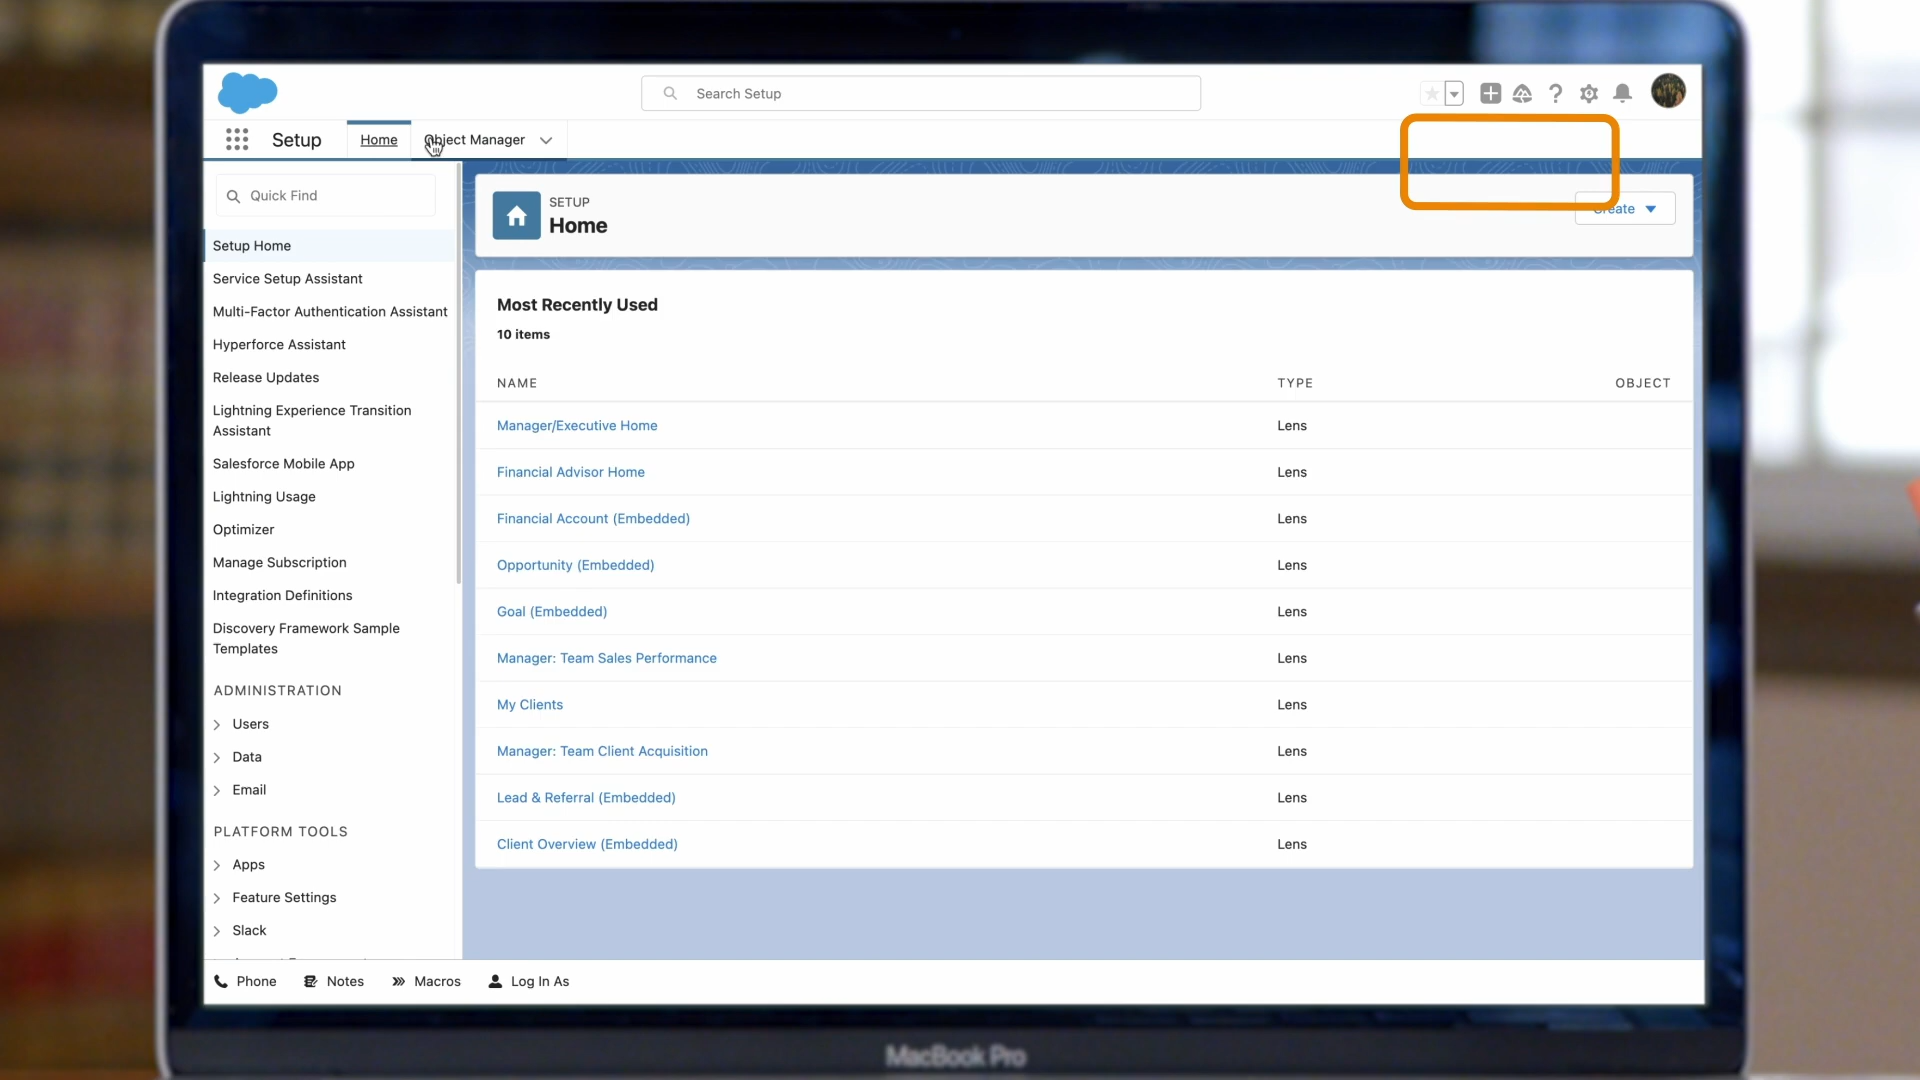 Search Setup
Setup
Home
Object Manager
Quick Find
SETUP
Home
Create
Setup Home
Service Setup Assistant
Multi-Factor Authentication Assistant
Hyperforce Assistant
Release Updates
Lightning Experience Transition
Assistant
Salesforce Mobile App
Lightning Usage
Optimizer
Manage Subscription
Integration Definitions
Discovery Framework Sample
Templates
ADMINISTRATION
Users
Data
Email
PLATFORM TOOLS
Apps
Feature Settings
Slack
Most Recently Used
10 items
NAME TYPE OBJECT
Manager/Executive Home Lens
Financial Advisor Home Lens
Financial Account (Embedded) Lens
Opportunity (Embedded) Lens
Goal (Embedded) Lens
Manager: Team Sales Performance Lens
My Clients Lens
Manager: Team Client Acquisition Lens
Lead & Referral (Embedded) Lens
Client Overview (Embedded) Lens
Phone Notes Macros Log In As
MacBook Pro